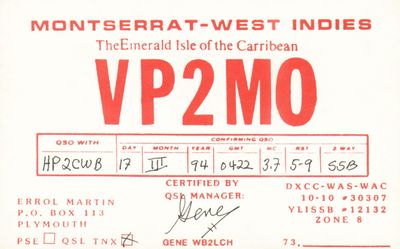 MONTSERRAT-WEST INDIES
The Emerald Isle of the Carribean
VP2MO
QSO WITH CONFIRMING QSO
DAY MONTH YEAR GMT MC RST 2 WAY
HP2CWB 17 III 94 0422 3.7 5-9 SSB
CERTIFIED BY
QSL MANAGER:
Gene
GENE WB2LCH
ERROL MARTIN
P.O. BOX 113
PLYMOUTH
PSE QSL TNX
DXCC-WAS-WAC
10-10 #30307
YLISSB #12132
ZONE 8
73,